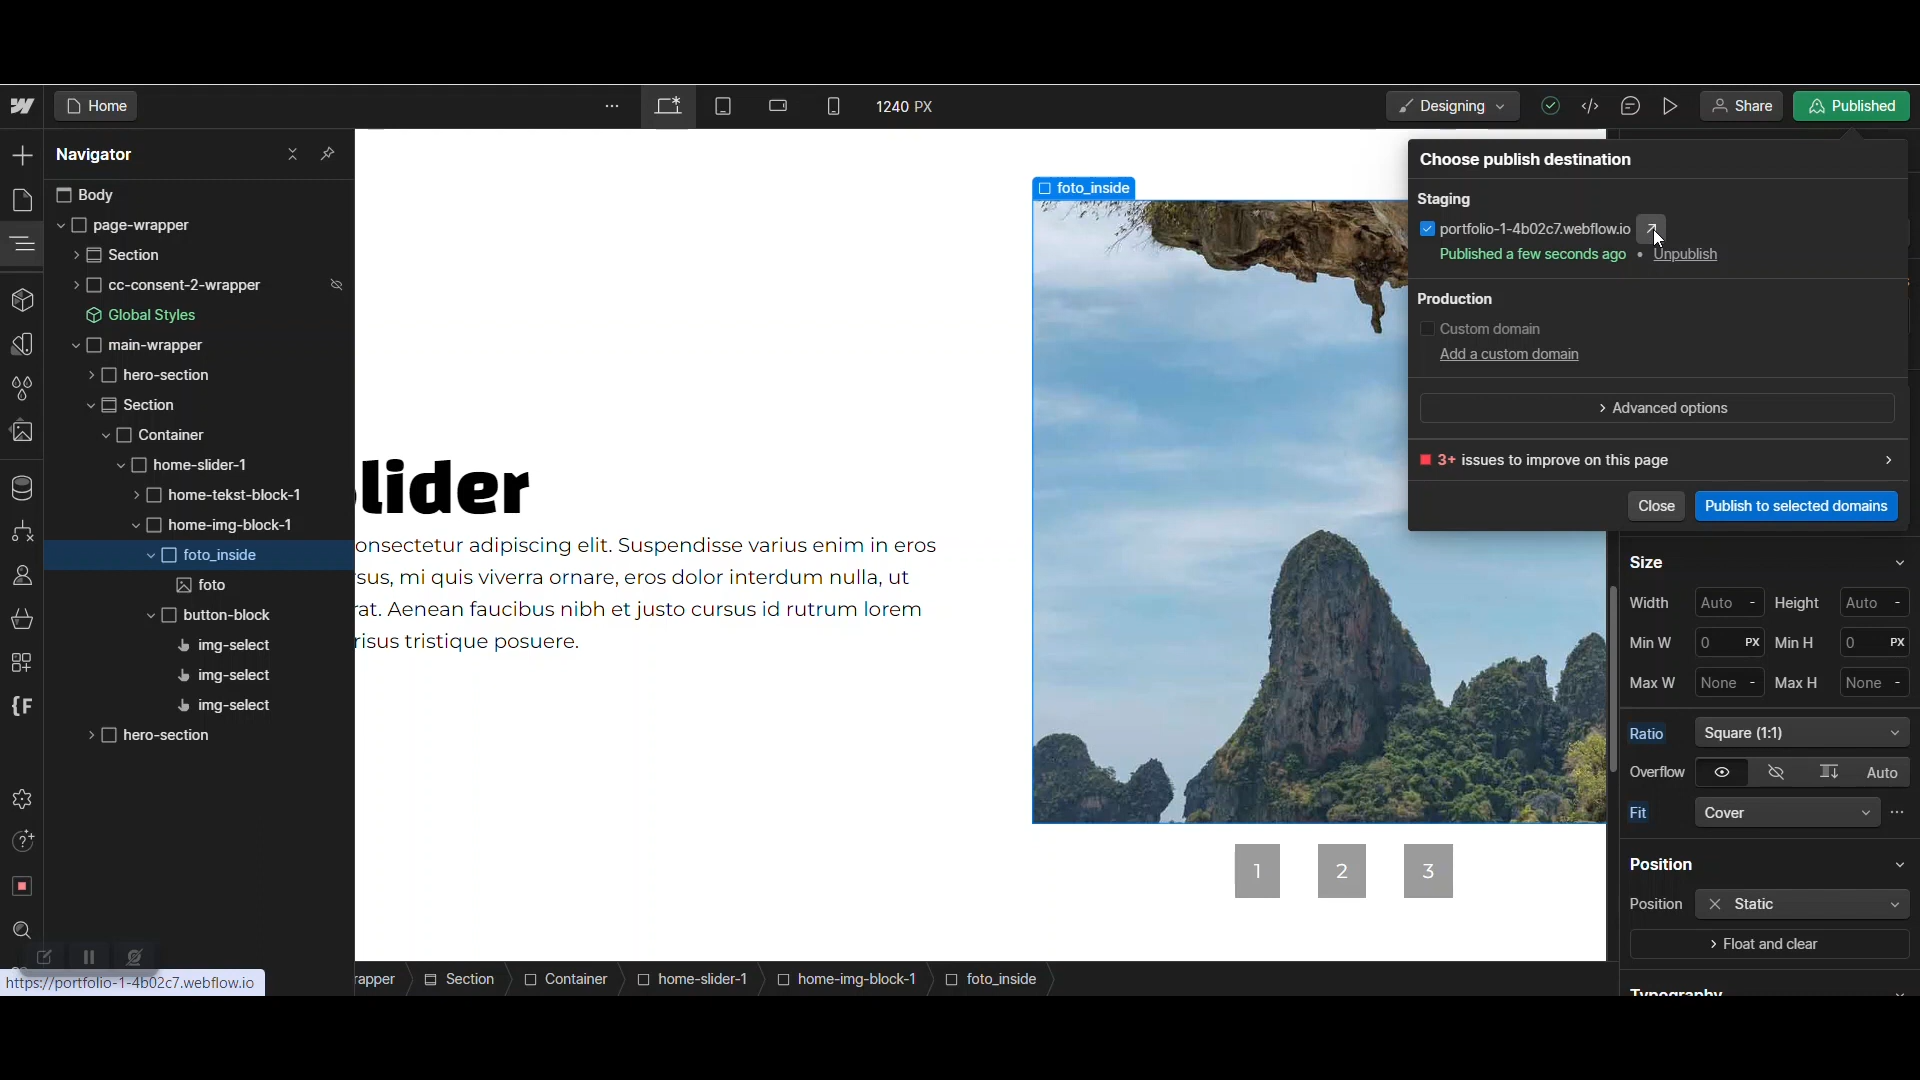 Home
1240 PX
Designing
Share
Published
Navigator
Body
page-wrapper
Section
cc-consent-2-wrapper
Global Styles
main-wrapper
hero-section
Section
Container
home-slider-1
home-tekst-block-1
home-img-block-1
foto_inside
foto
button-block
img-select
img-select
img-select
hero-section
https://portfolio-1-4b02c7.webflow.io
foto_inside
lider
onsectetur adipiscing elit. Suspendisse varius enim in eros
sus, mi quis viverra ornare, eros dolor interdum nulla, ut
at. Aenean faucibus nibh et justo cursus id rutrum lorem
risus tristique posuere.
1 2 3
Choose publish destination
Staging
portfolio-1-4b02c7.webflow.io
Published a few seconds ago • Unpublish
Production
Custom domain
Add a custom domain
Advanced options
3+ issues to improve on this page
Close Publish to selected domains
Size
Width Auto - Height Auto -
Min W 0 PX Min H 0 PX
Max W None - Max H None -
Ratio Square (1:1)
Overflow Auto
Fit Cover
Position
Position Static
Float and clear
Typography
rapper Section Container home-slider-1 home-img-block-1 foto_inside